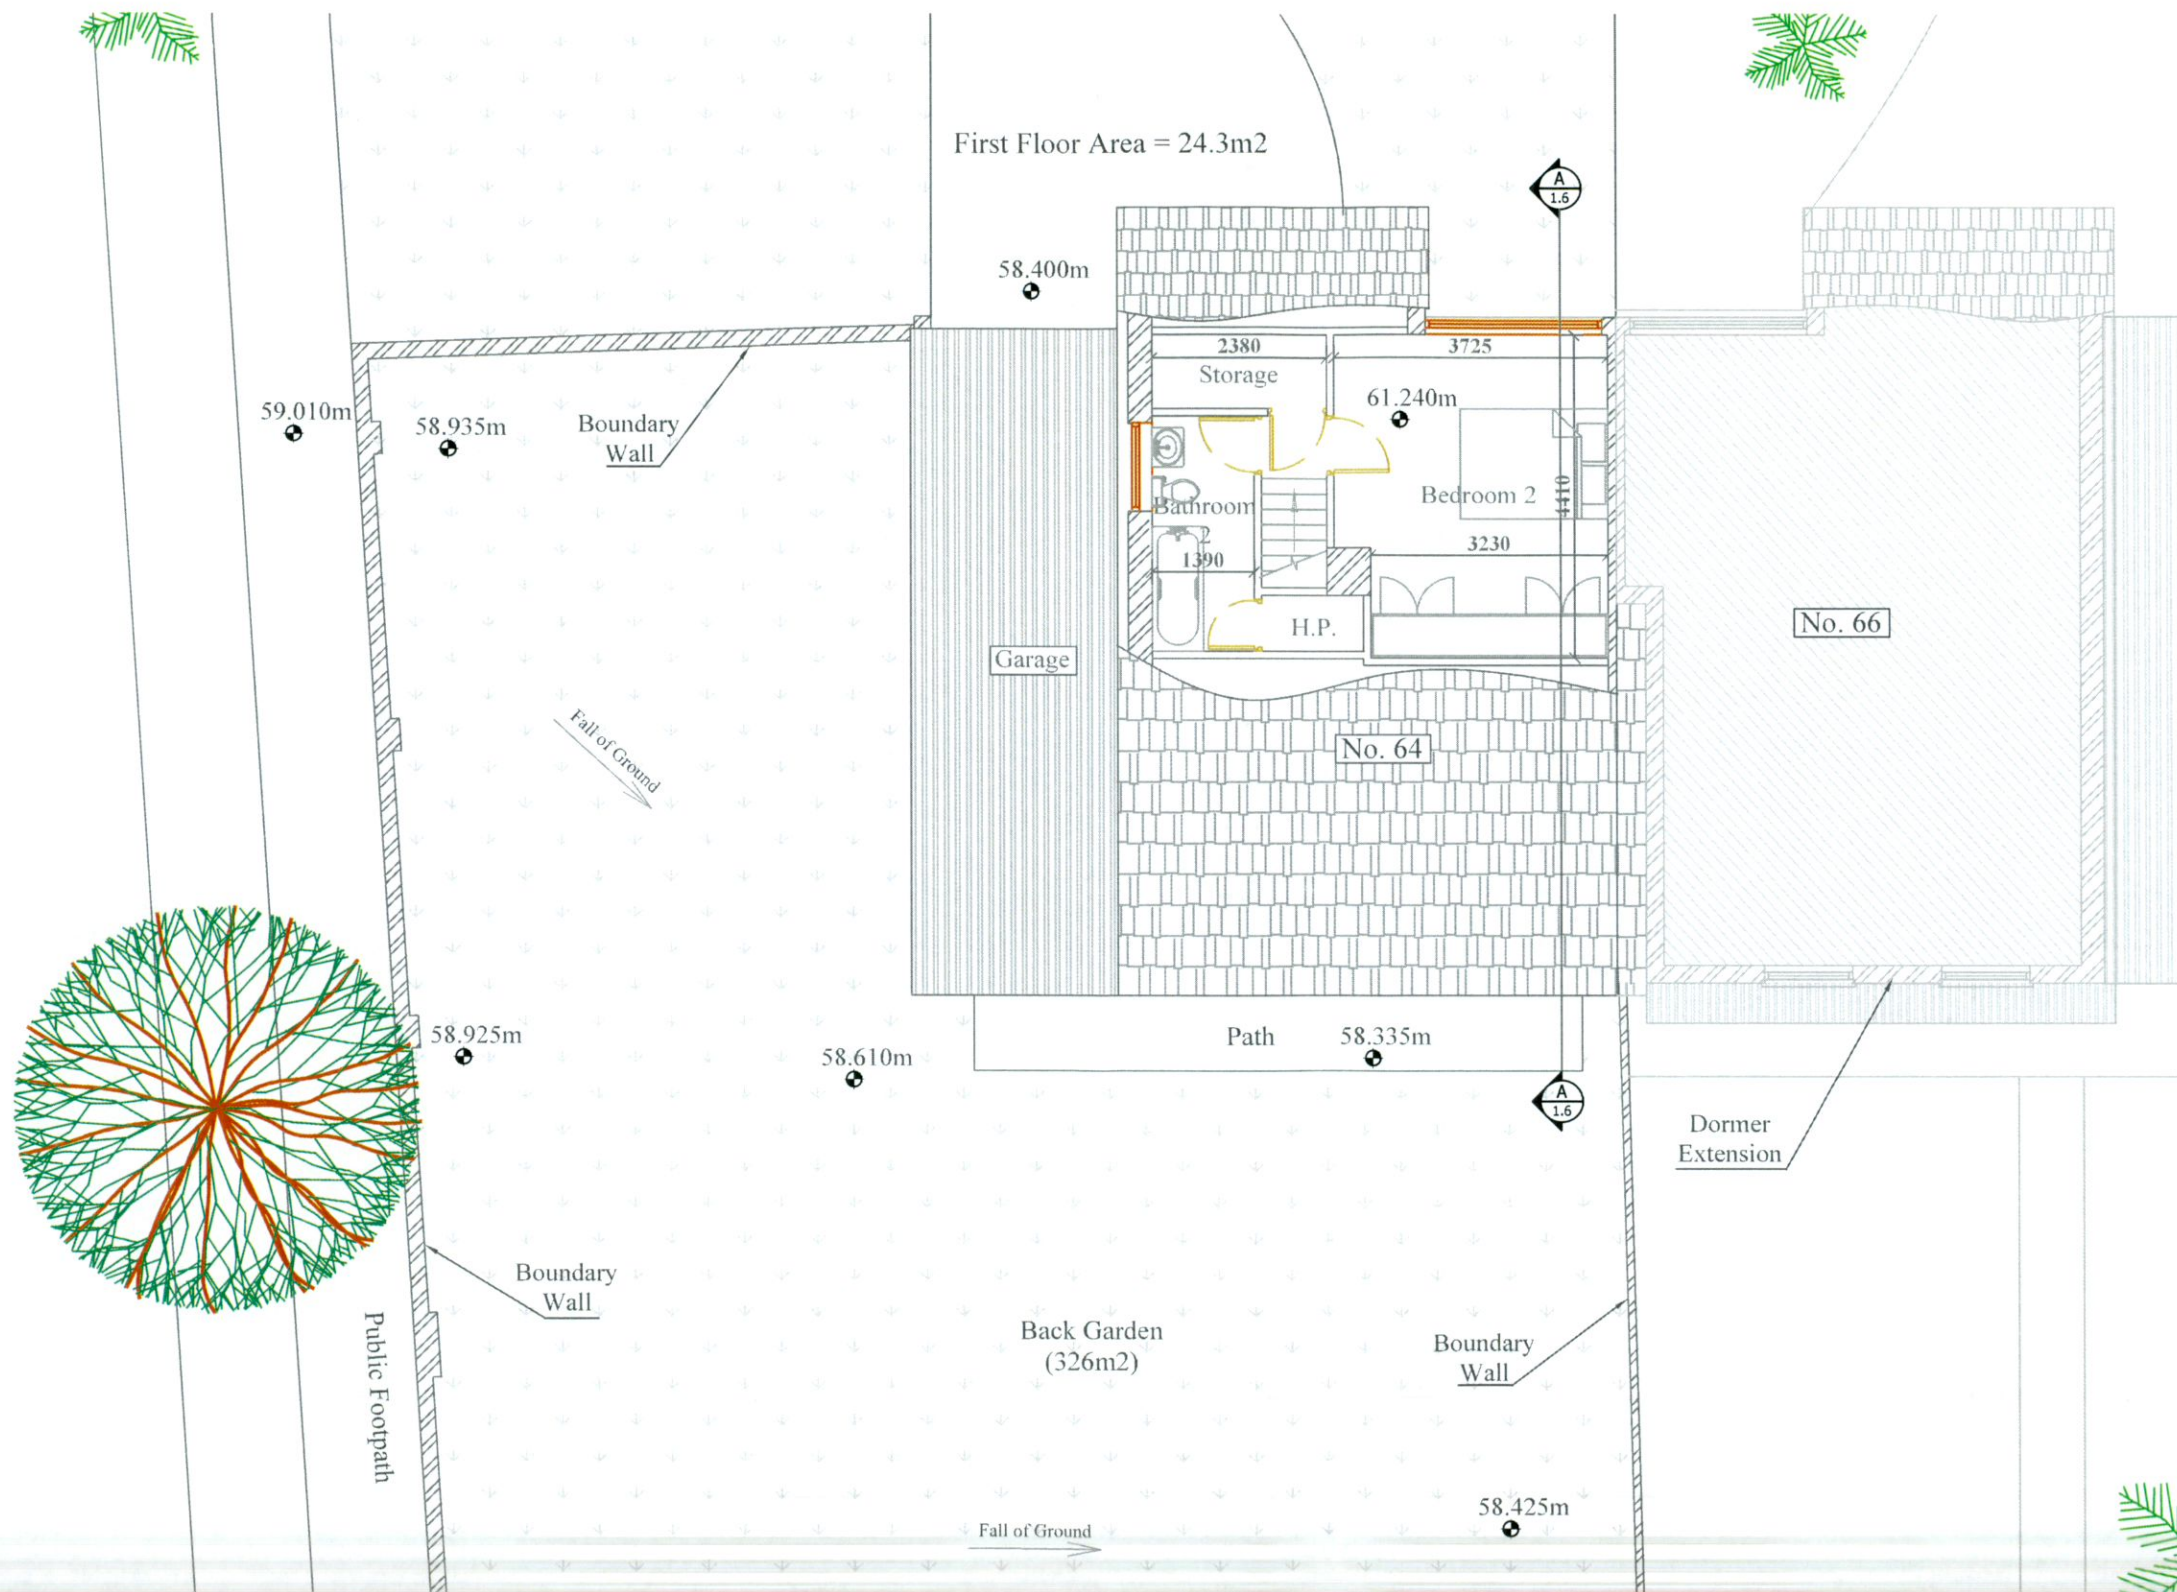 First Floor Area = 24.3m2
A
1.6
58.400m
2380
3725
Storage
61.240m
59.010m
58.935m
Boundary
Wall
Bedroom 2
4410
Bathroom
2
1390
3230
H.P.
No. 66
Garage
Fall of Ground
No. 64
58.925m
58.610m
Path
58.335m
A
1.6
Dormer
Extension
Boundary
Wall
Public Footpath
Back Garden
(326m2)
Boundary
Wall
58.425m
Fall of Ground